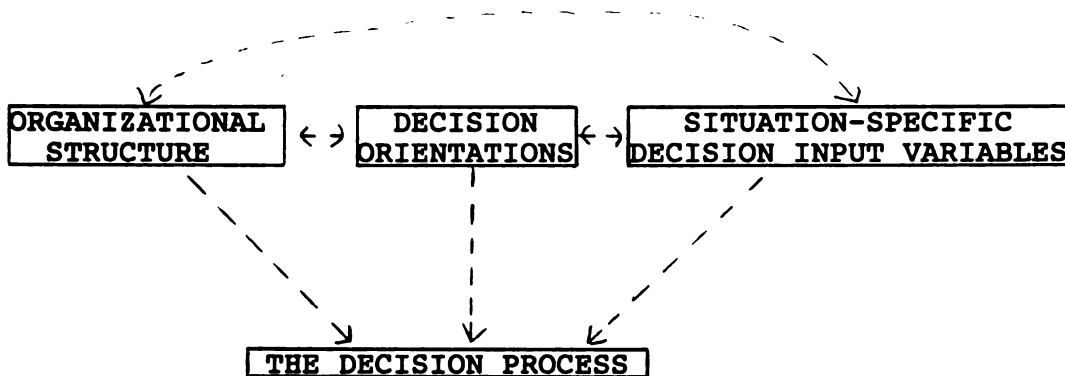 ORGANIZATIONAL
STRUCTURE
DECISION
ORIENTATIONS
SITUATION-SPECIFIC
DECISION INPUT VARIABLES
THE DECISION PROCESS